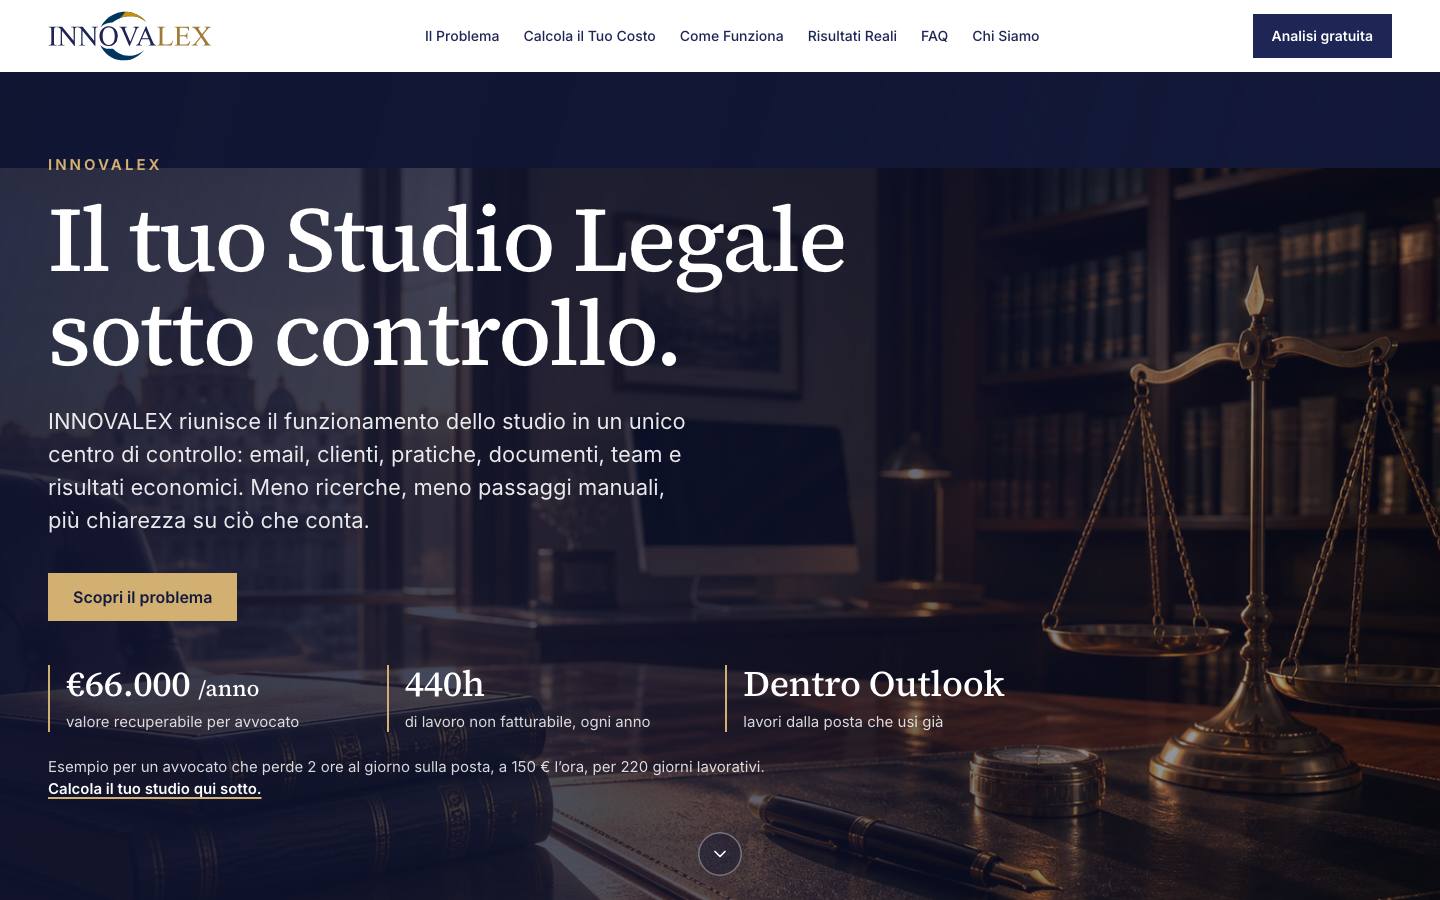 INNOVALEX
Il Problema
Calcola il Tuo Costo
Come Funziona
Risultati Reali
FAQ
Chi Siamo
Analisi gratuita
INNOVALEX
Il tuo Studio Legale
sotto controllo.
INNOVALEX riunisce il funzionamento dello studio in un unico
centro di controllo: email, clienti, pratiche, documenti, team e
risultati economici. Meno ricerche, meno passaggi manuali,
più chiarezza su ciò che conta.
Scopri il problema
€66.000 /anno
valore recuperabile per avvocato
440h
di lavoro non fatturabile, ogni anno
Dentro Outlook
lavori dalla posta che usi già
Esempio per un avvocato che perde 2 ore al giorno sulla posta, a 150 € l’ora, per 220 giorni lavorativi.
Calcola il tuo studio qui sotto.